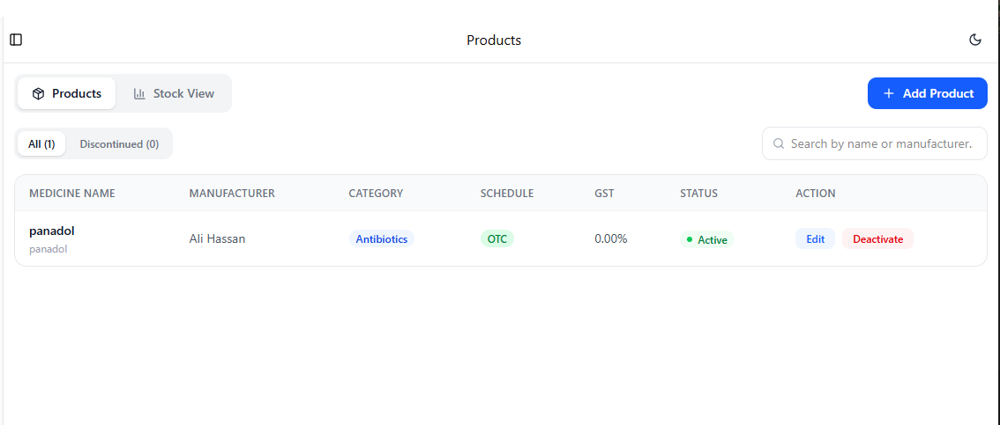 Products
Products Stock View Add Product
All (1) Discontinued (0) Search by name or manufacturer.
MEDICINE NAME MANUFACTURER CATEGORY SCHEDULE GST STATUS ACTION
panadol Ali Hassan Antibiotics OTC 0.00% Active Edit Deactivate
panadol